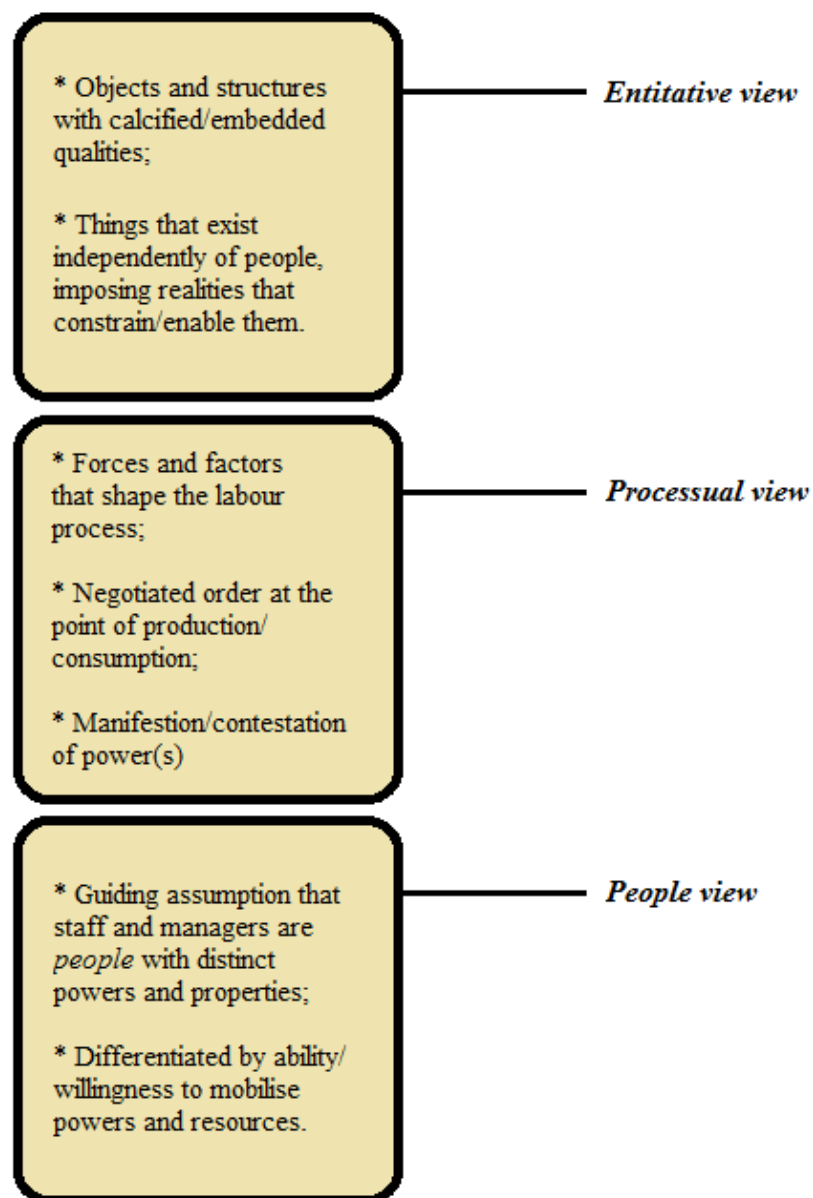 * Objects and structures
with calcified/embedded
qualities;
* Things that exist
independently of people,
imposing realities that
constrain/enable them.
Entitative view
* Forces and factors
that shape the labour
process;
* Negotiated order at the
point of production/
consumption;
* Manifestion/contestation
of power(s)
Processual view
* Guiding assumption that
staff and managers are
people with distinct
powers and properties;
* Differentiated by ability/
willingness to mobilise
powers and resources.
People view